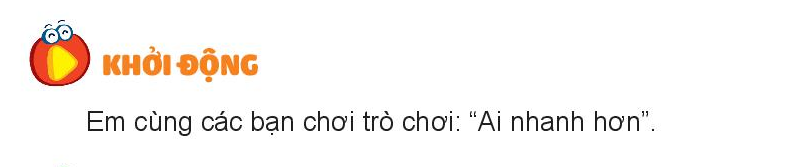 KHỞI ĐỘNG
Em cùng các bạn chơi trò chơi: “Ai nhanh hơn”.